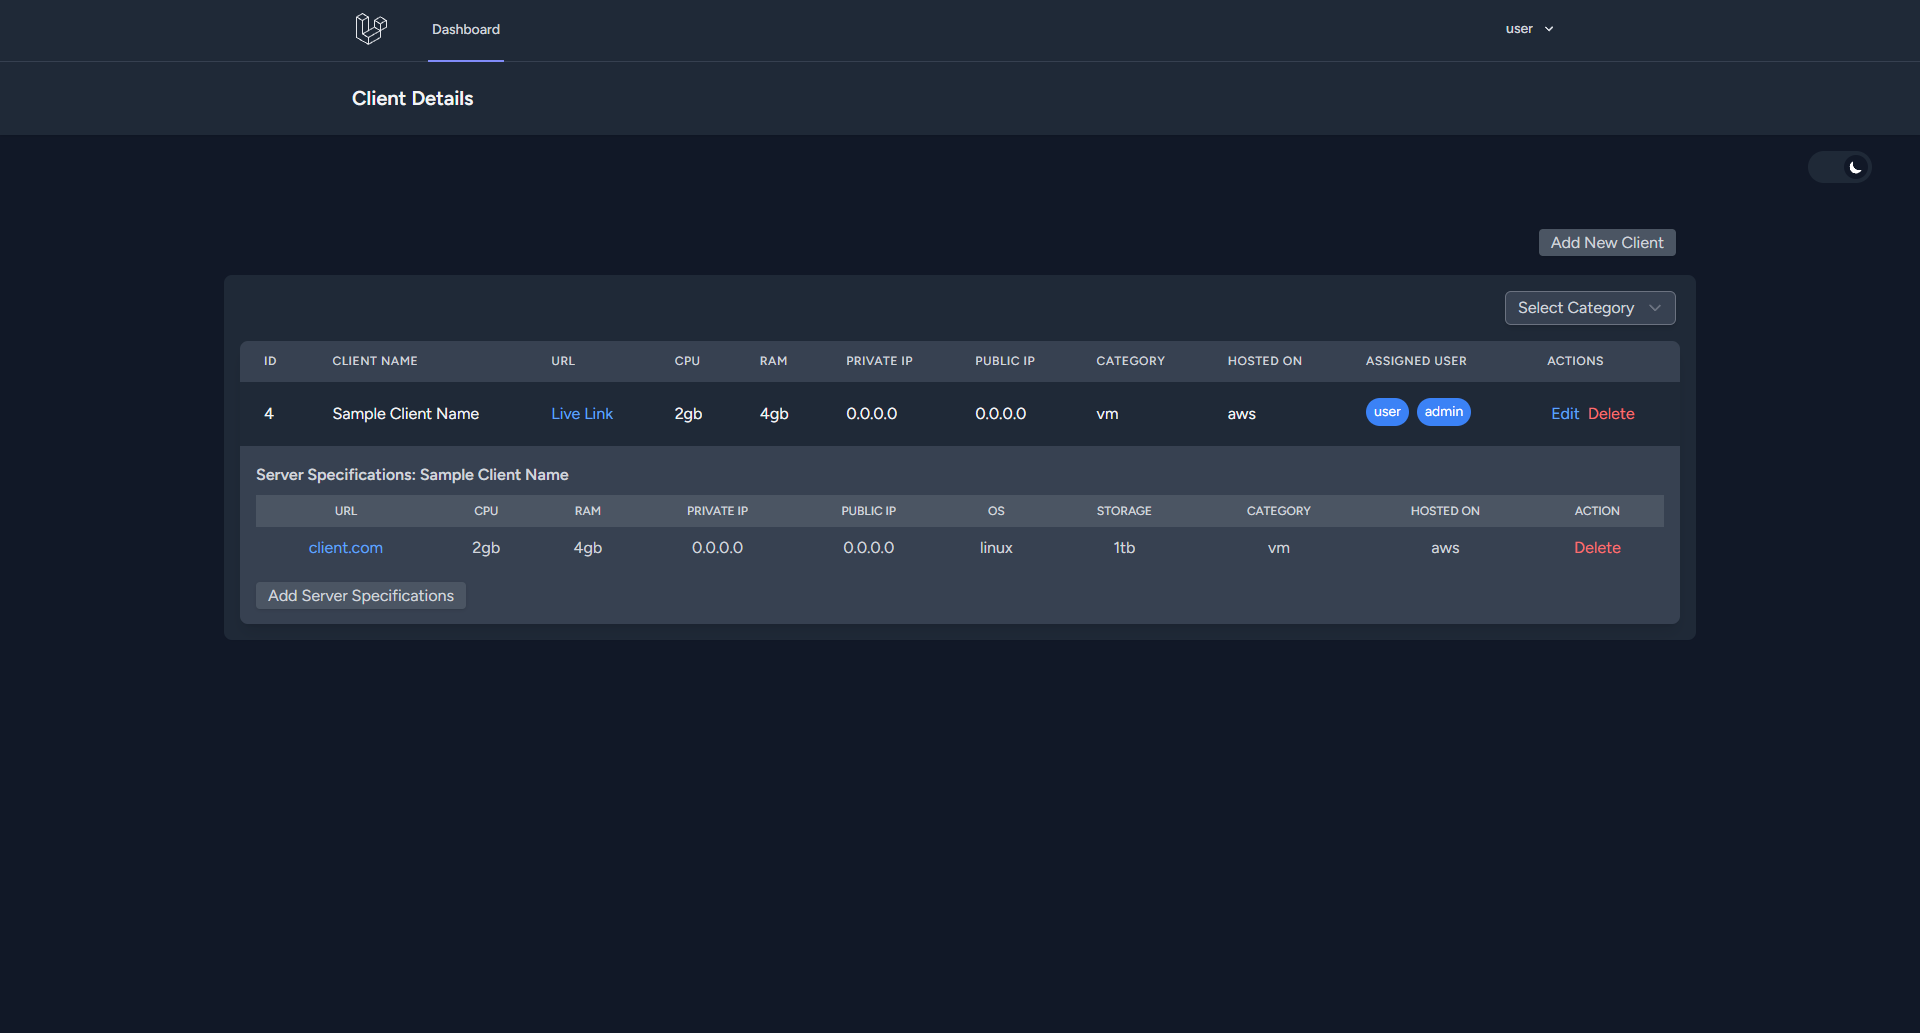 Dashboard
user
Client Details
Add New Client
Select Category
ID CLIENT NAME URL CPU RAM PRIVATE IP PUBLIC IP CATEGORY HOSTED ON ASSIGNED USER ACTIONS
4 Sample Client Name Live Link 2gb 4gb 0.0.0.0 0.0.0.0 vm aws user admin Edit Delete
Server Specifications: Sample Client Name
URL CPU RAM PRIVATE IP PUBLIC IP OS STORAGE CATEGORY HOSTED ON ACTION
client.com 2gb 4gb 0.0.0.0 0.0.0.0 linux 1tb vm aws Delete
Add Server Specifications